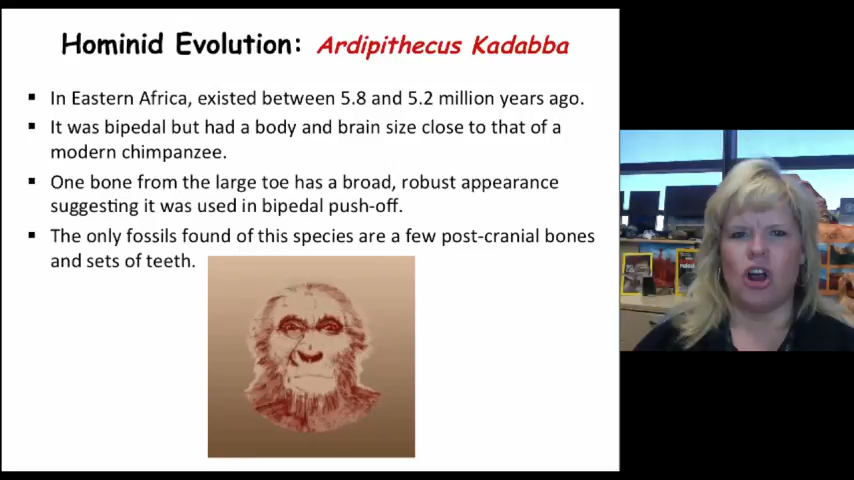 Hominid Evolution: Ardipithecus Kadabba
▪ In Eastern Africa, existed between 5.8 and 5.2 million years ago.
▪ It was bipedal but had a body and brain size close to that of a
modern chimpanzee.
▪ One bone from the large toe has a broad, robust appearance
suggesting it was used in bipedal push-off.
▪ The only fossils found of this species are a few post-cranial bones
and sets of teeth.